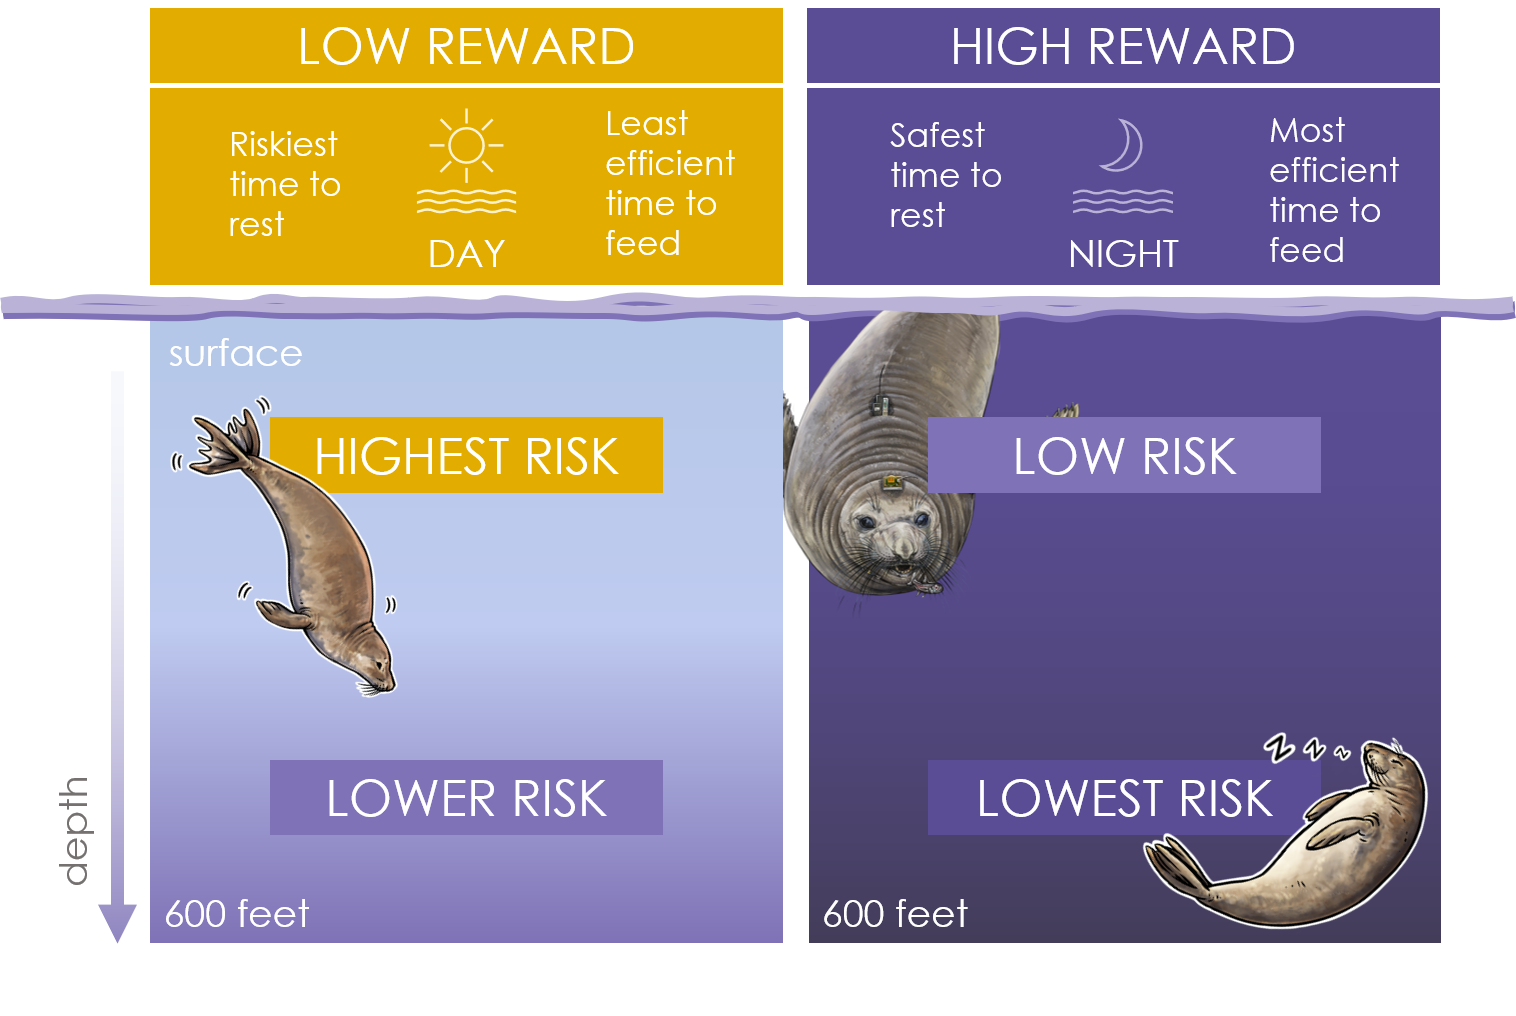 LOW REWARD
Riskiest
time to
rest
DAY
Least
efficient
time to
feed
HIGH REWARD
Safest
time to
rest
NIGHT
Most
efficient
time to
feed
surface
HIGHEST RISK
LOWER RISK
600 feet
depth
LOW RISK
LOWEST RISK
z z z
600 feet